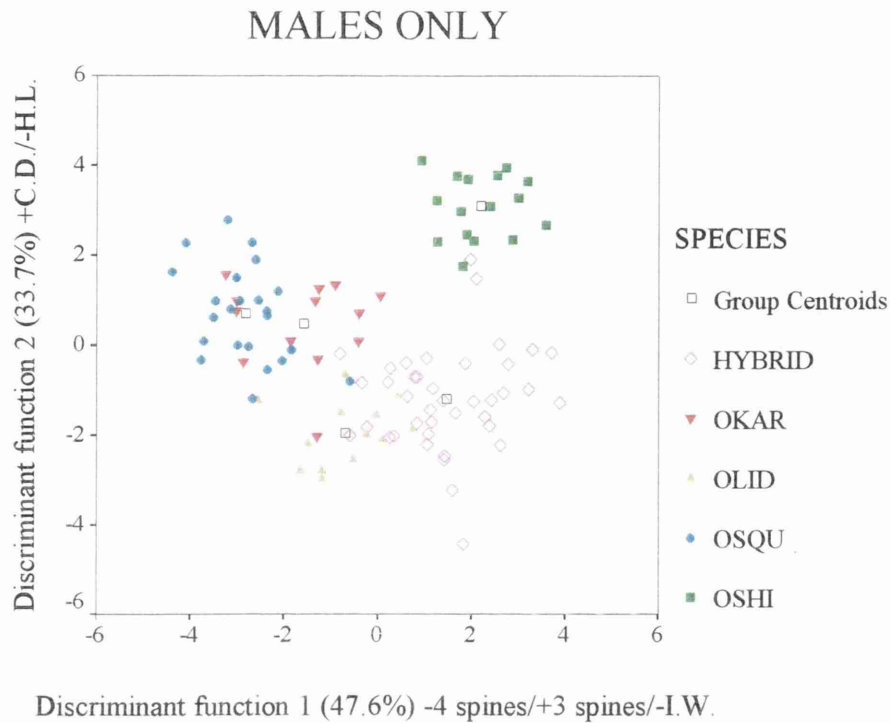 MALES ONLY
Discriminant function 2 (33.7%) +C.D./-H.L.
6
4
2
0
-2
-4
-6
-6
-4
-2
0
2
4
6
Discriminant function 1 (47.6%) -4 spines/+3 spines/-I.W.
SPECIES
Group Centroids
HYBRID
OKAR
OLID
OSQU
OSHI